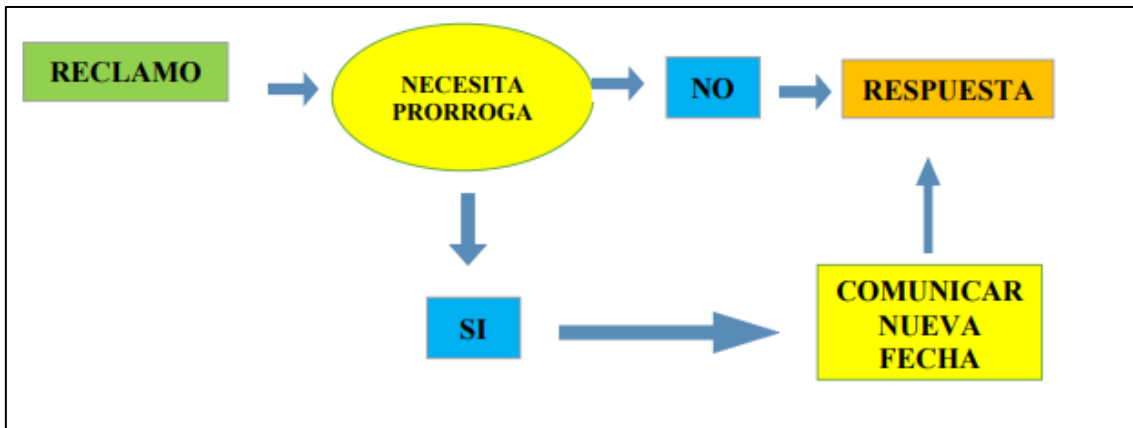 RECLAMO
NECESITA
PRORROGA
NO
RESPUESTA
SI
COMUNICAR
NUEVA
FECHA